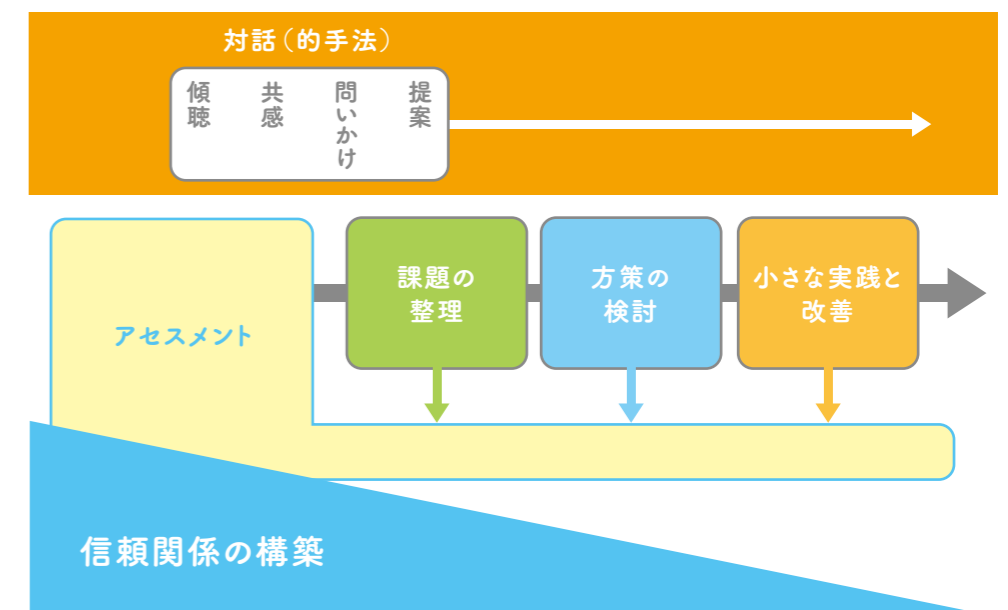 対話（的手法）
傾聴
共感
問いかけ
提案
アセスメント
課題の
整理
方策の
検討
小さな実践と
改善
信頼関係の構築